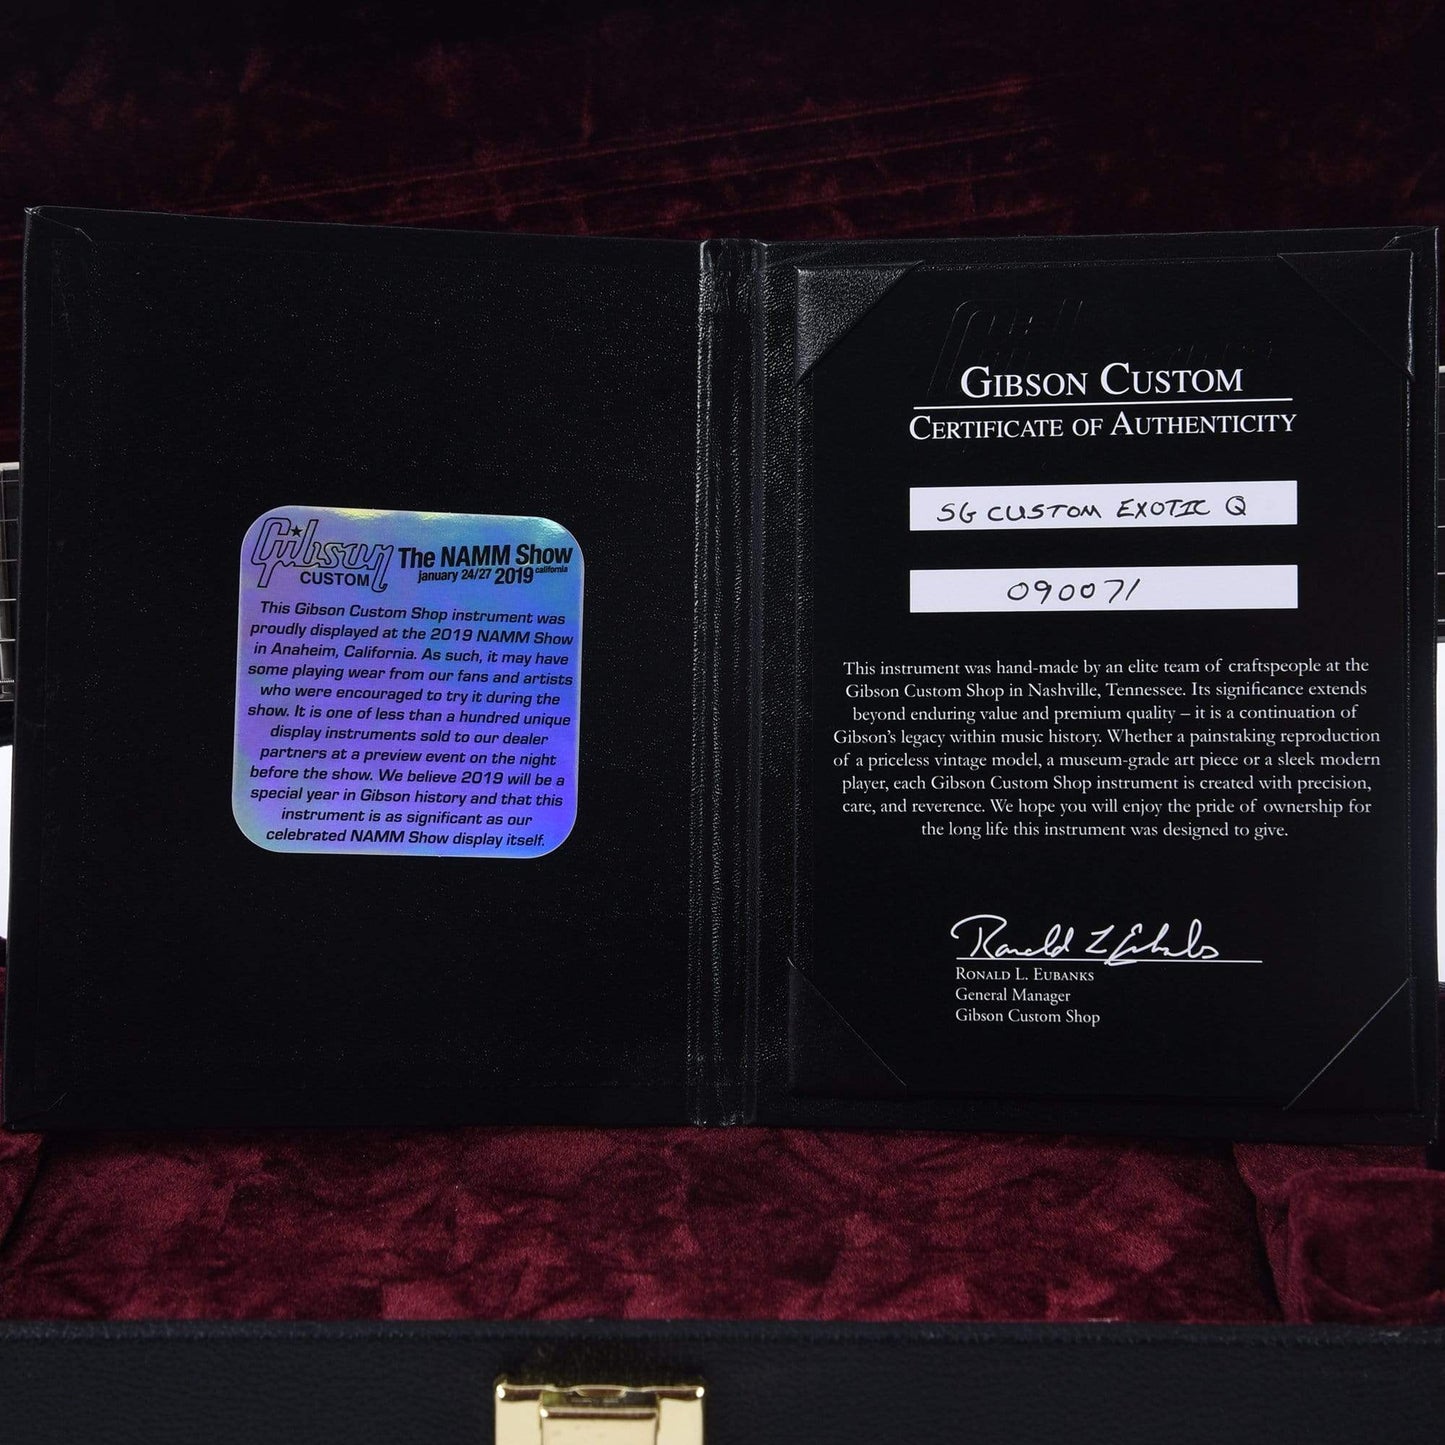 Gibson
CUSTOM
The NAMM Show
january 24/27 2019 california
This Gibson Custom Shop instrument was
proudly displayed at the 2019 NAMM Show
in Anaheim, California. As such, it may have
some playing wear from our fans and artists
who were encouraged to try it during the
show. It is one of less than a hundred unique
display instruments sold to our dealer
partners at a preview event on the night
before the show. We believe 2019 will be a
special year in Gibson history and that this
instrument is as significant as our
celebrated NAMM Show display itself.
GIBSON CUSTOM
CERTIFICATE OF AUTHENTICITY
SG CUSTOM EXOTIC Q
090071
This instrument was hand-made by an elite team of craftspeople at the
Gibson Custom Shop in Nashville, Tennessee. Its significance extends
beyond enduring value and premium quality – it is a continuation of
Gibson's legacy within music history. Whether a painstaking reproduction
of a priceless vintage model, a museum-grade art piece or a sleek modern
player, each Gibson Custom Shop instrument is created with precision,
care, and reverence. We hope you will enjoy the pride of ownership for
the long life this instrument was designed to give.
Ronald L Eubanks
RONALD L. EUBANKS
General Manager
Gibson Custom Shop